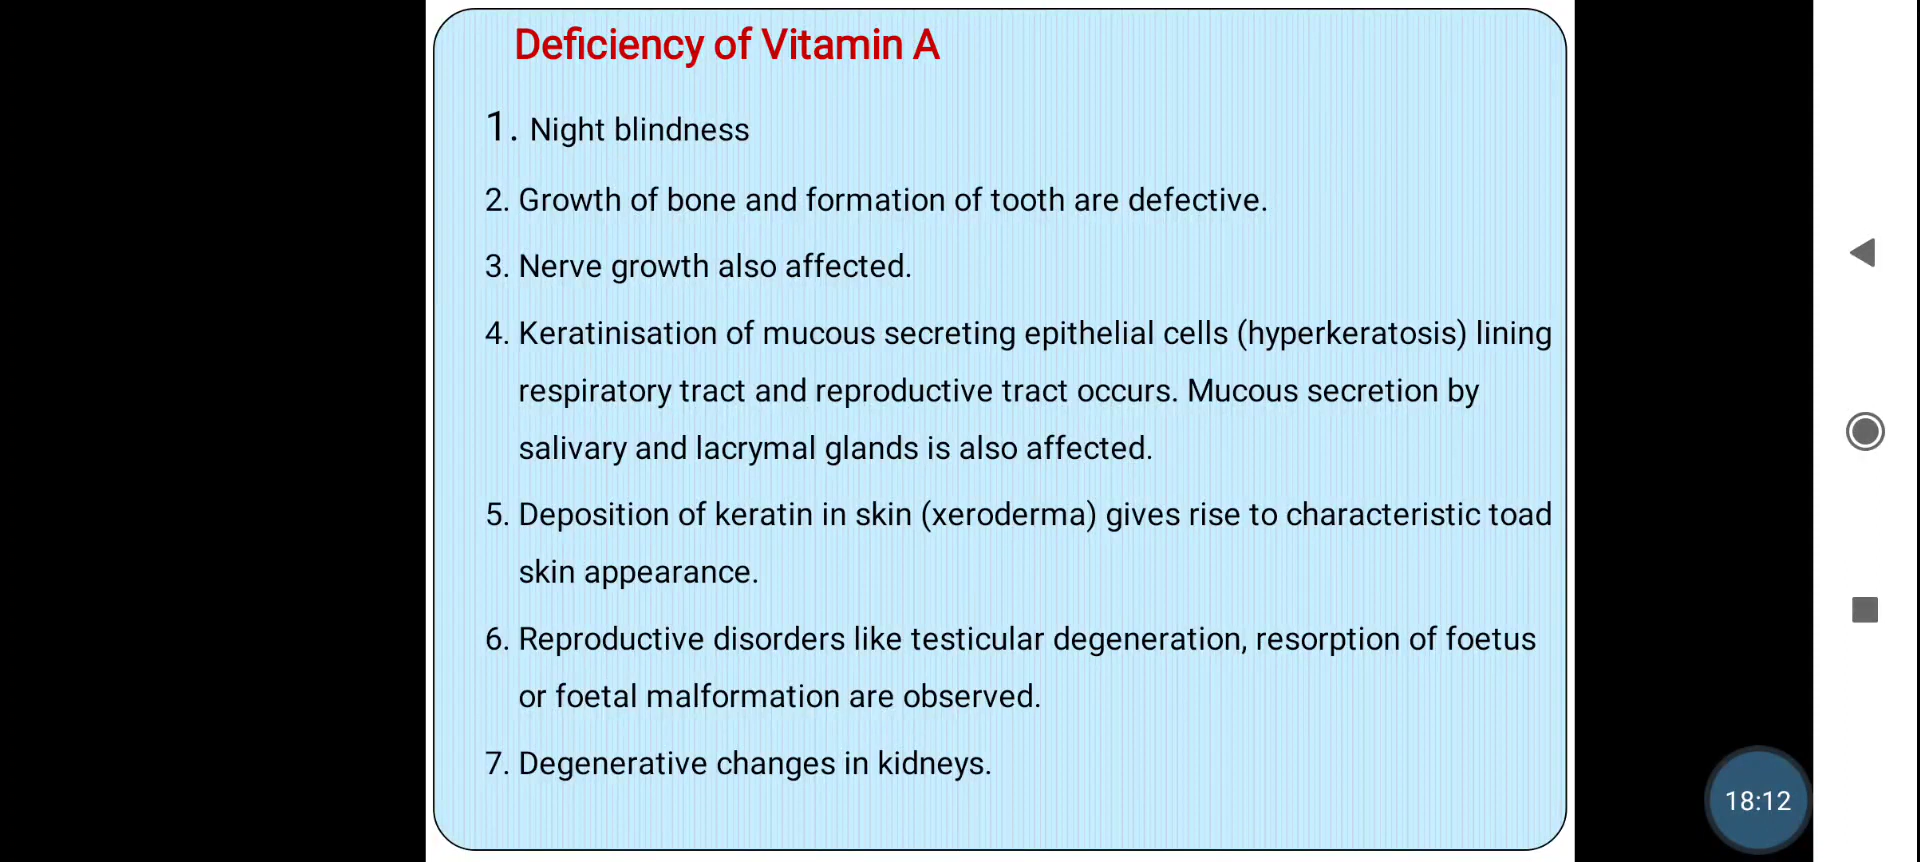 Deficiency of Vitamin A
1. Night blindness
2. Growth of bone and formation of tooth are defective.
3. Nerve growth also affected.
4. Keratinisation of mucous secreting epithelial cells (hyperkeratosis) lining
respiratory tract and reproductive tract occurs. Mucous secretion by
salivary and lacrymal glands is also affected.
5. Deposition of keratin in skin (xeroderma) gives rise to characteristic toad
skin appearance.
6. Reproductive disorders like testicular degeneration, resorption of foetus
or foetal malformation are observed.
7. Degenerative changes in kidneys.
18:12